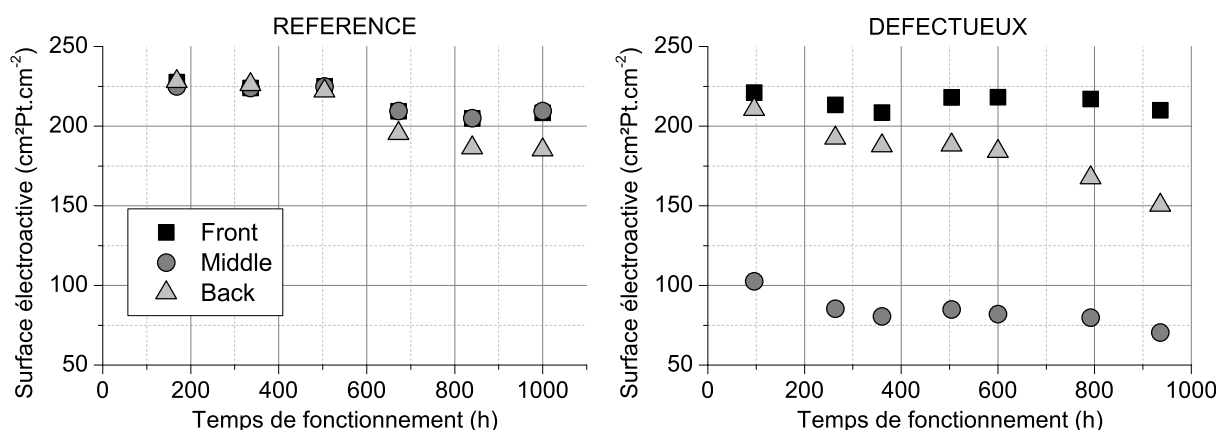 REFERENCE
Surface électroactive (cm²Pt.cm⁻²)
250
200
150
100
50
Front
Middle
Back
0 200 400 600 800 1000
Temps de fonctionnement (h)
DEFECTUEUX
Surface électroactive (cm²Pt.cm⁻²)
250
200
150
100
50
0 200 400 600 800 1000
Temps de fonctionnement (h)